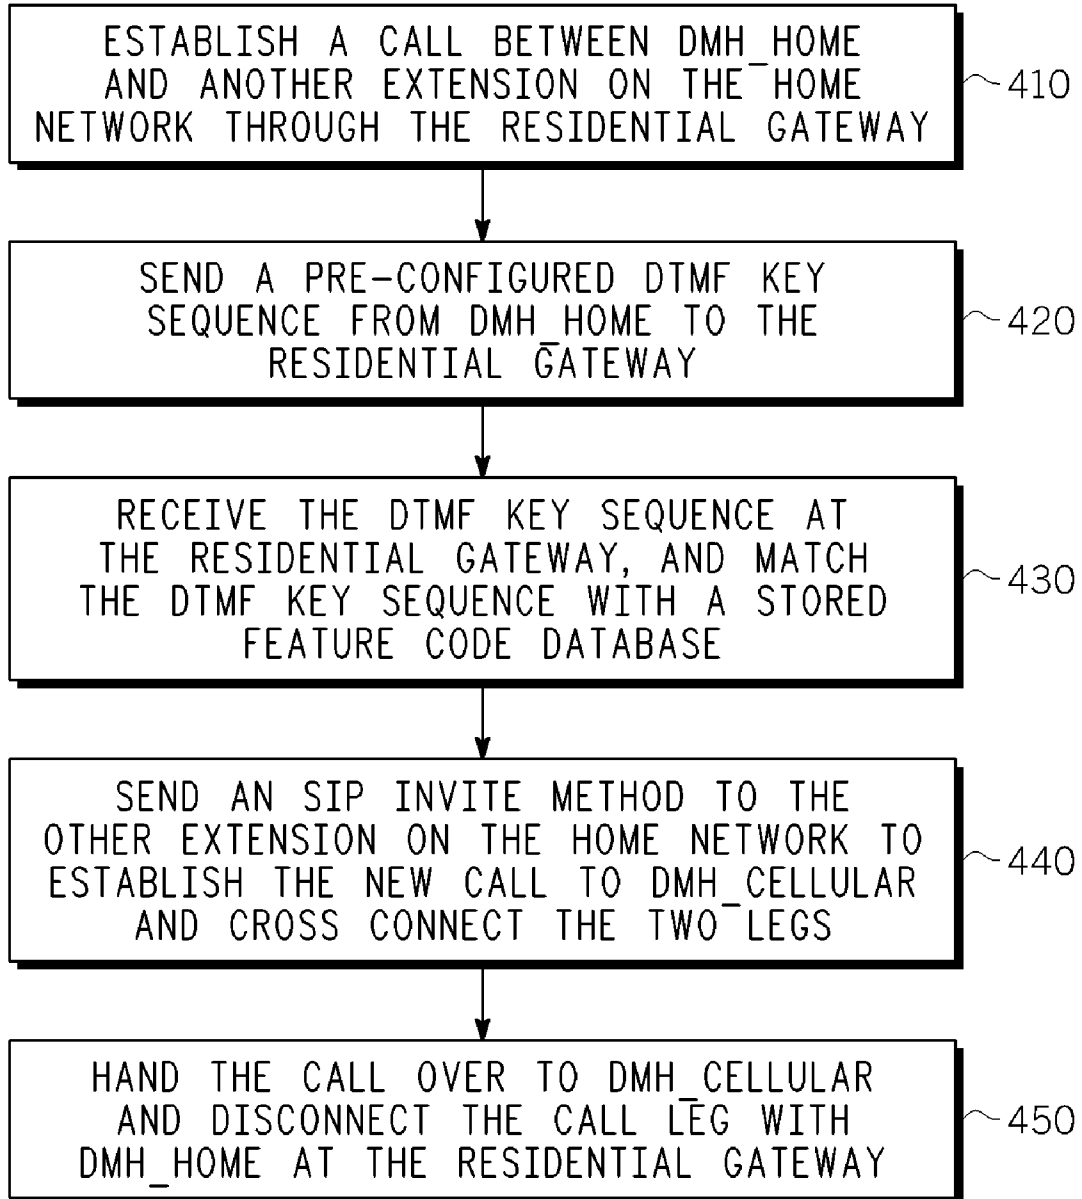 ESTABLISH A CALL BETWEEN DMH_HOME
AND ANOTHER EXTENSION ON THE HOME
NETWORK THROUGH THE RESIDENTIAL GATEWAY
410
SEND A PRE-CONFIGURED DTMF KEY
SEQUENCE FROM DMH_HOME TO THE
RESIDENTIAL GATEWAY
420
RECEIVE THE DTMF KEY SEQUENCE AT
THE RESIDENTIAL GATEWAY, AND MATCH
THE DTMF KEY SEQUENCE WITH A STORED
FEATURE CODE DATABASE
430
SEND AN SIP INVITE METHOD TO THE
OTHER EXTENSION ON THE HOME NETWORK TO
ESTABLISH THE NEW CALL TO DMH_CELLULAR
AND CROSS CONNECT THE TWO LEGS
440
HAND THE CALL OVER TO DMH_CELLULAR
AND DISCONNECT THE CALL LEG WITH
DMH_HOME AT THE RESIDENTIAL GATEWAY
450